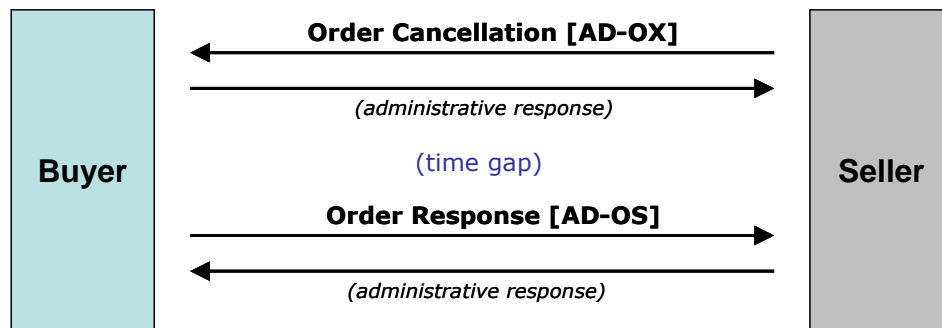 Order Cancellation [AD-OX]
(administrative response)
Buyer
(time gap)
Seller
Order Response [AD-OS]
(administrative response)